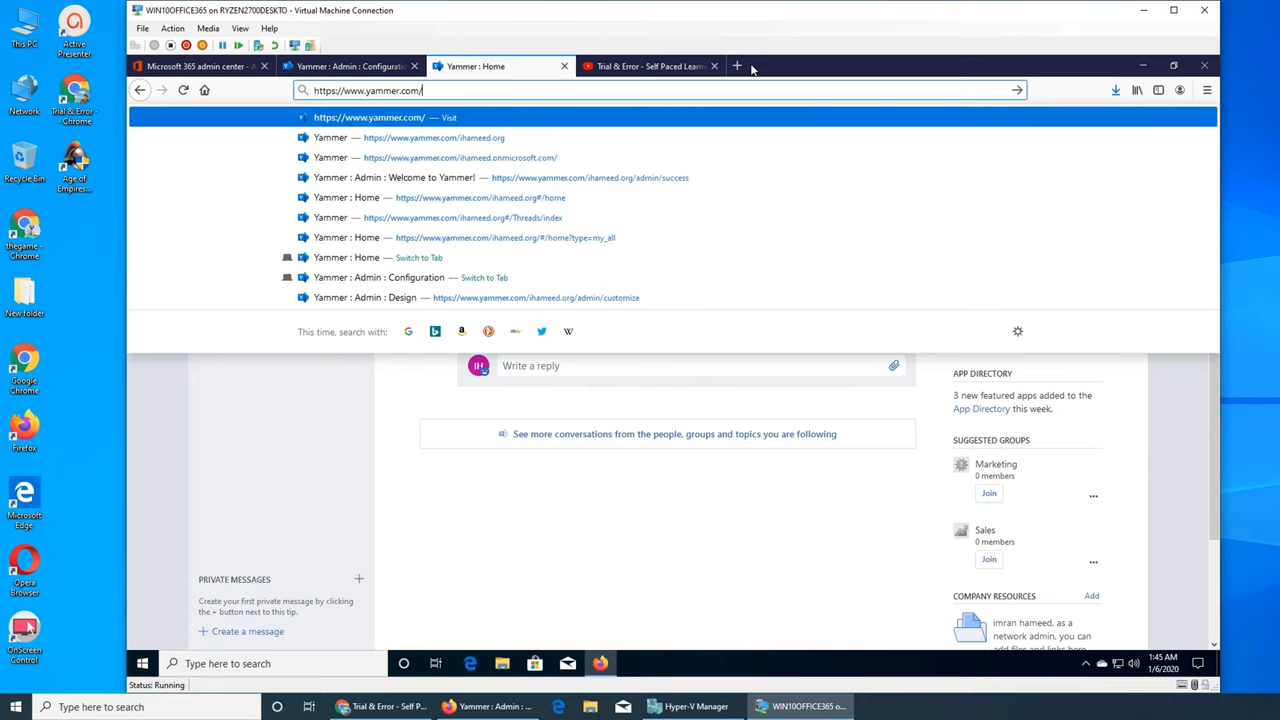 This PC
Active Presenter
Network
Trial & Error - Chrome
Recycle Bin
Age of Empires...
thegame - Chrome
New folder
Google Chrome
Firefox
Microsoft Edge
Opera Browser
OnScreen Control
WIN10OFFICE365 on RYZEN2700DESKTO - Virtual Machine Connection
File Action Media View Help
Microsoft 365 admin center - A
Yammer : Admin : Configuratio
Yammer : Home
Trial & Error - Self Paced Learn
https://www.yammer.com/
https://www.yammer.com/ — Visit
Yammer — https://www.yammer.com/ihameed.org
Yammer — https://www.yammer.com/ihameed.onmicrosoft.com/
Yammer : Admin : Welcome to Yammer! — https://www.yammer.com/ihameed.org/admin/success
Yammer : Home — https://www.yammer.com/ihameed.org#/home
Yammer — https://www.yammer.com/ihameed.org#/Threads/index
Yammer : Home — https://www.yammer.com/ihameed.org/#/home?type=my_all
Yammer : Home — Switch to Tab
Yammer : Admin : Configuration — Switch to Tab
Yammer : Admin : Design — https://www.yammer.com/ihameed.org/admin/customize
This time, search with:
IH Write a reply
See more conversations from the people, groups and topics you are following
APP DIRECTORY
3 new featured apps added to the
App Directory this week.
SUGGESTED GROUPS
Marketing
0 members
Join
Sales
0 members
Join
COMPANY RESOURCES Add
imran hameed, as a
network admin, you can
add files and links here
PRIVATE MESSAGES
Create your first private message by clicking
the + button next to this tip.
Create a message
Type here to search
1:45 AM
1/6/2020
Status: Running
Type here to search
Trial & Error - Self P...
Yammer : Admin : ...
Hyper-V Manager
WIN10OFFICE365 o...